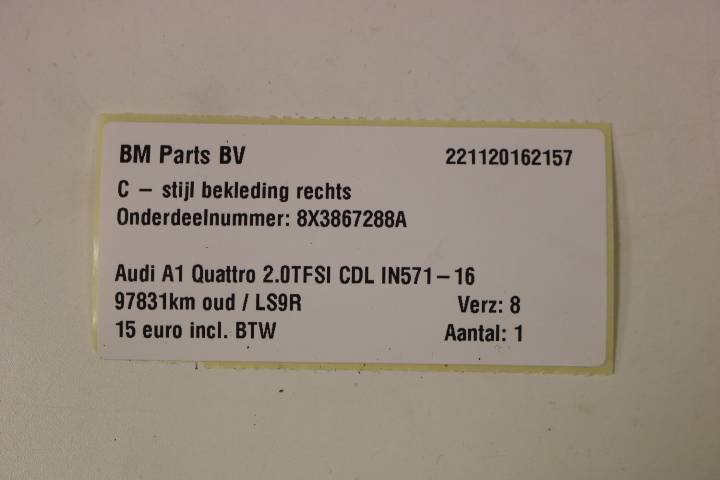 BM Parts BV 221120162157
C – stijl bekleding rechts
Onderdeelnummer: 8X3867288A
Audi A1 Quattro 2.0TFSI CDL IN571–16
97831km oud / LS9R Verz: 8
15 euro incl. BTW Aantal: 1